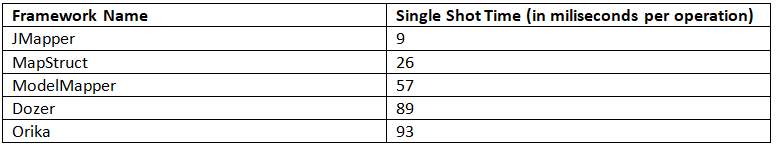 Framework Name Single Shot Time (in miliseconds per operation)
JMapper 9
MapStruct 26
ModelMapper 57
Dozer 89
Orika 93